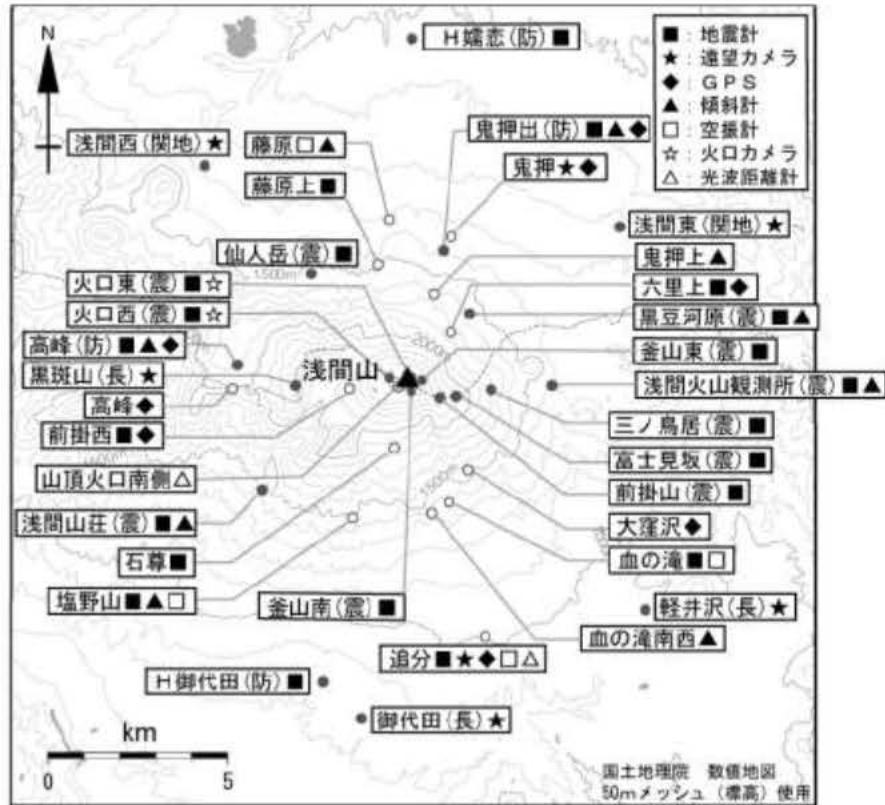 N
H嬬恋(防)■
■:地震計
★:遠望カメラ
◆:GPS
▲:傾斜計
□:空振計
☆:火口カメラ
△:光波距離計
浅間西(関地)★
藤原□▲
鬼押出(防)■▲◆
藤原上■
鬼押★◆
浅間東(関地)★
仙人岳(震)■
1500m
鬼押上▲
火口東(震)■☆
六里上■◆
火口西(震)■☆
黒豆河原(震)■▲
2000m
高峰(防)■▲◆
釜山東(震)■
黒斑山(長)★
浅間山
浅間火山観測所(震)■▲
高峰◆
三ノ鳥居(震)■
前掛西■◆
富士見坂(震)■
山頂火口南側△
1500m
前掛山(震)■
浅間山荘(震)■▲
大窪沢◆
石尊■
血の滝■□
塩野山■▲□
釜山南(震)■
軽井沢(長)★
血の滝南西▲
追分■★◆□△
H御代田(防)■
御代田(長)★
km
0 5
国土地理院 数値地図
50mメッシュ(標高)使用